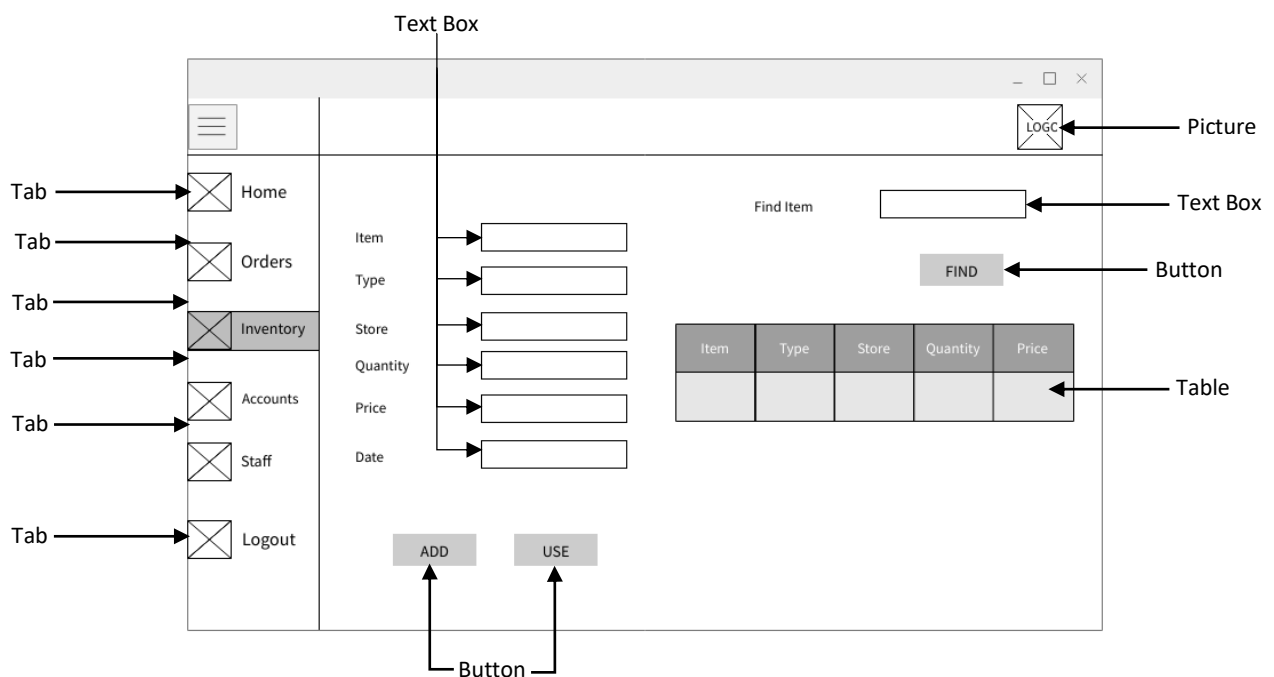 Text Box
LOGC
Picture
Tab
Home
Find Item
Text Box
Tab
Orders
Item
FIND
Button
Type
Tab
Inventory
Store
Item Type Store Quantity Price
Tab
Quantity
Table
Accounts
Price
Tab
Staff
Date
Tab
Logout
ADD
USE
Button